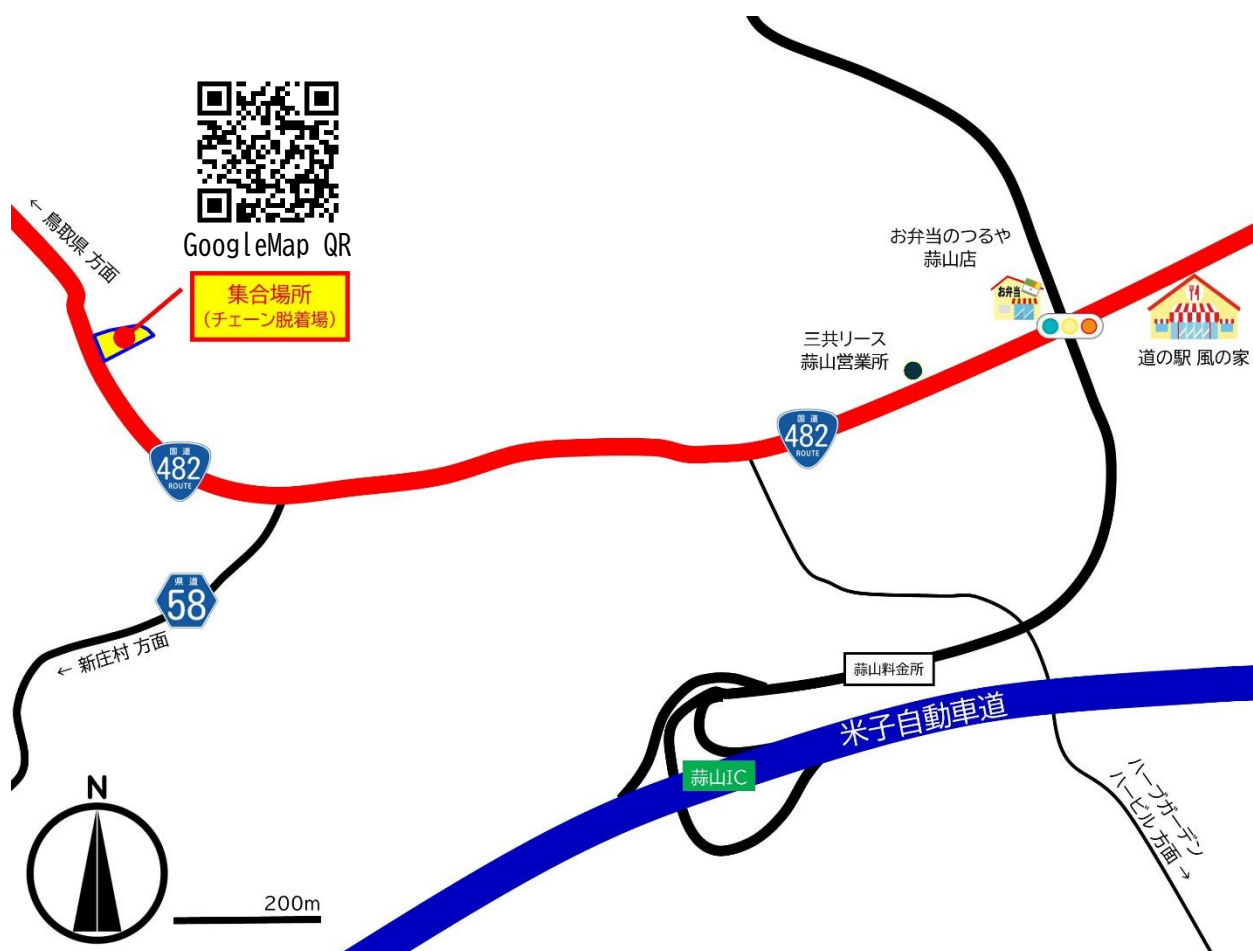 GoogleMap QR
← 鳥取県 方面
集合場所
(チェーン脱着場)
お弁当のつるや
蒜山店
お弁当
三共リース
蒜山営業所
道の駅 風の家
国道
482
ROUTE
国道
482
ROUTE
県道
58
← 新庄村 方面
蒜山料金所
米子自動車道
蒜山IC
ハーブガーデン
ハービル 方面 →
N
200m